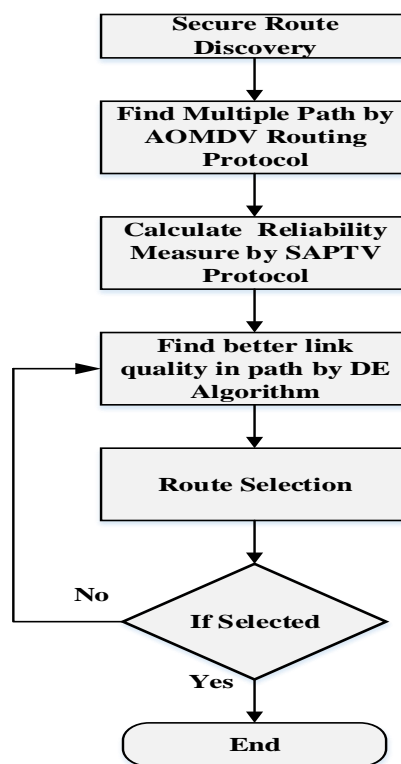 Secure Route
Discovery
Find Multiple Path by
AOMDV Routing
Protocol
Calculate Reliability
Measure by SAPTV
Protocol
Find better link
quality in path by DE
Algorithm
Route Selection
No
If Selected
Yes
End